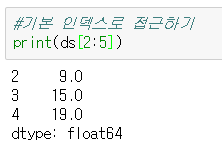 #기본 인덱스로 접근하기
print(ds[2:5])
2     9.0
3    15.0
4    19.0
dtype: float64